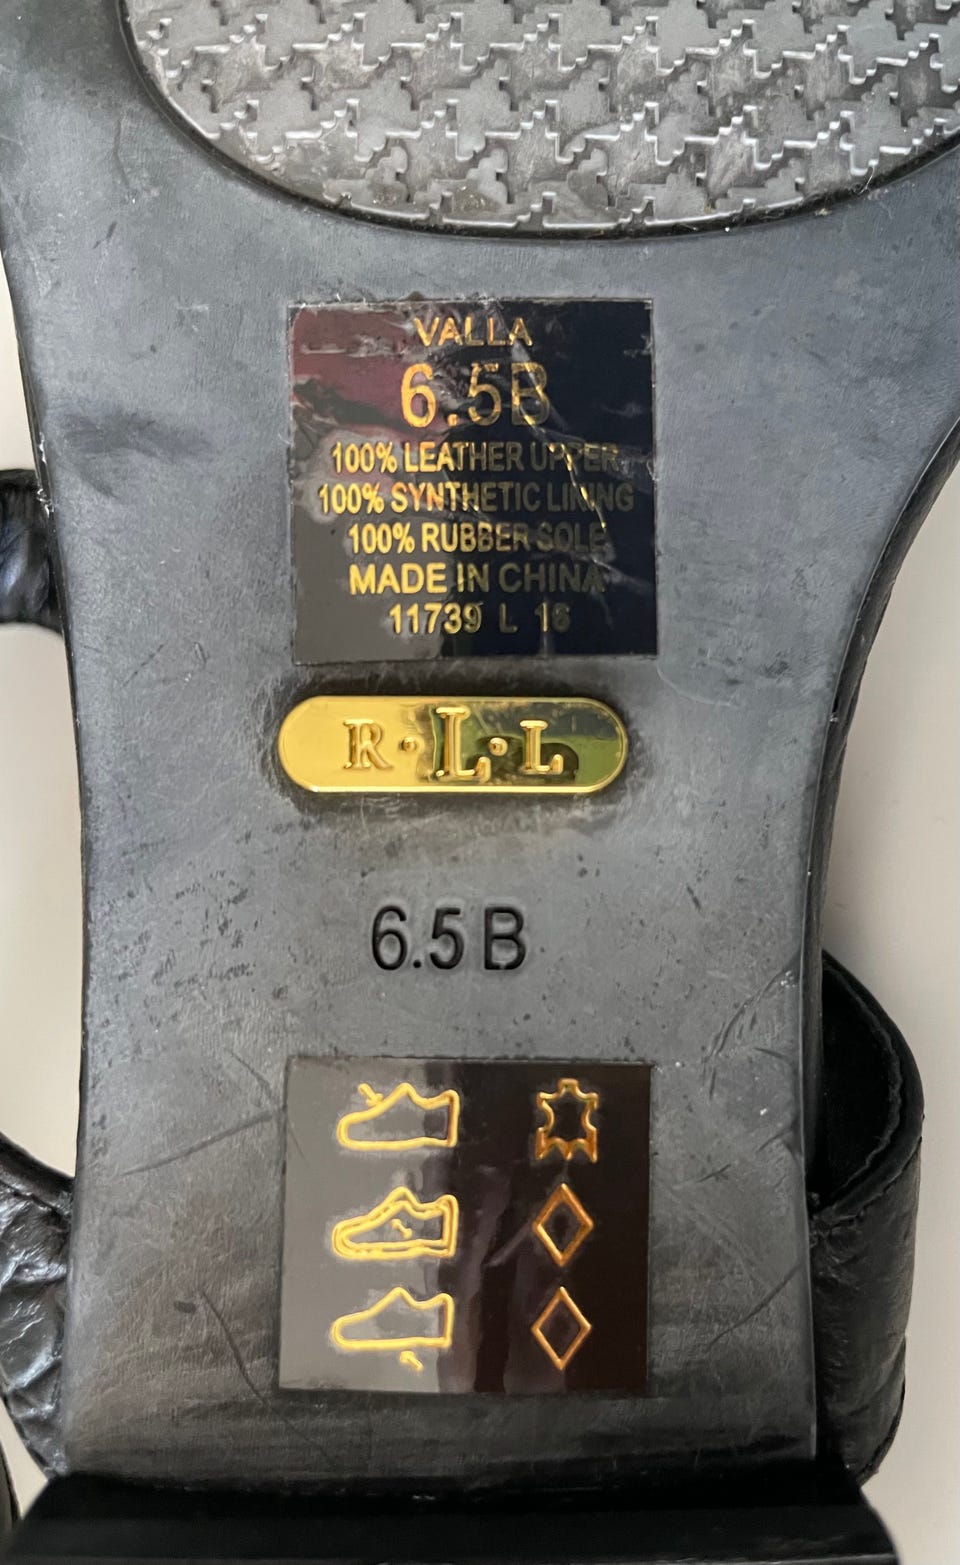 VALLA
6.5B
100% LEATHER UPPER
100% SYNTHETIC LINING
100% RUBBER SOLE
MADE IN CHINA
11739 L 16
R·L·L
6.5 B